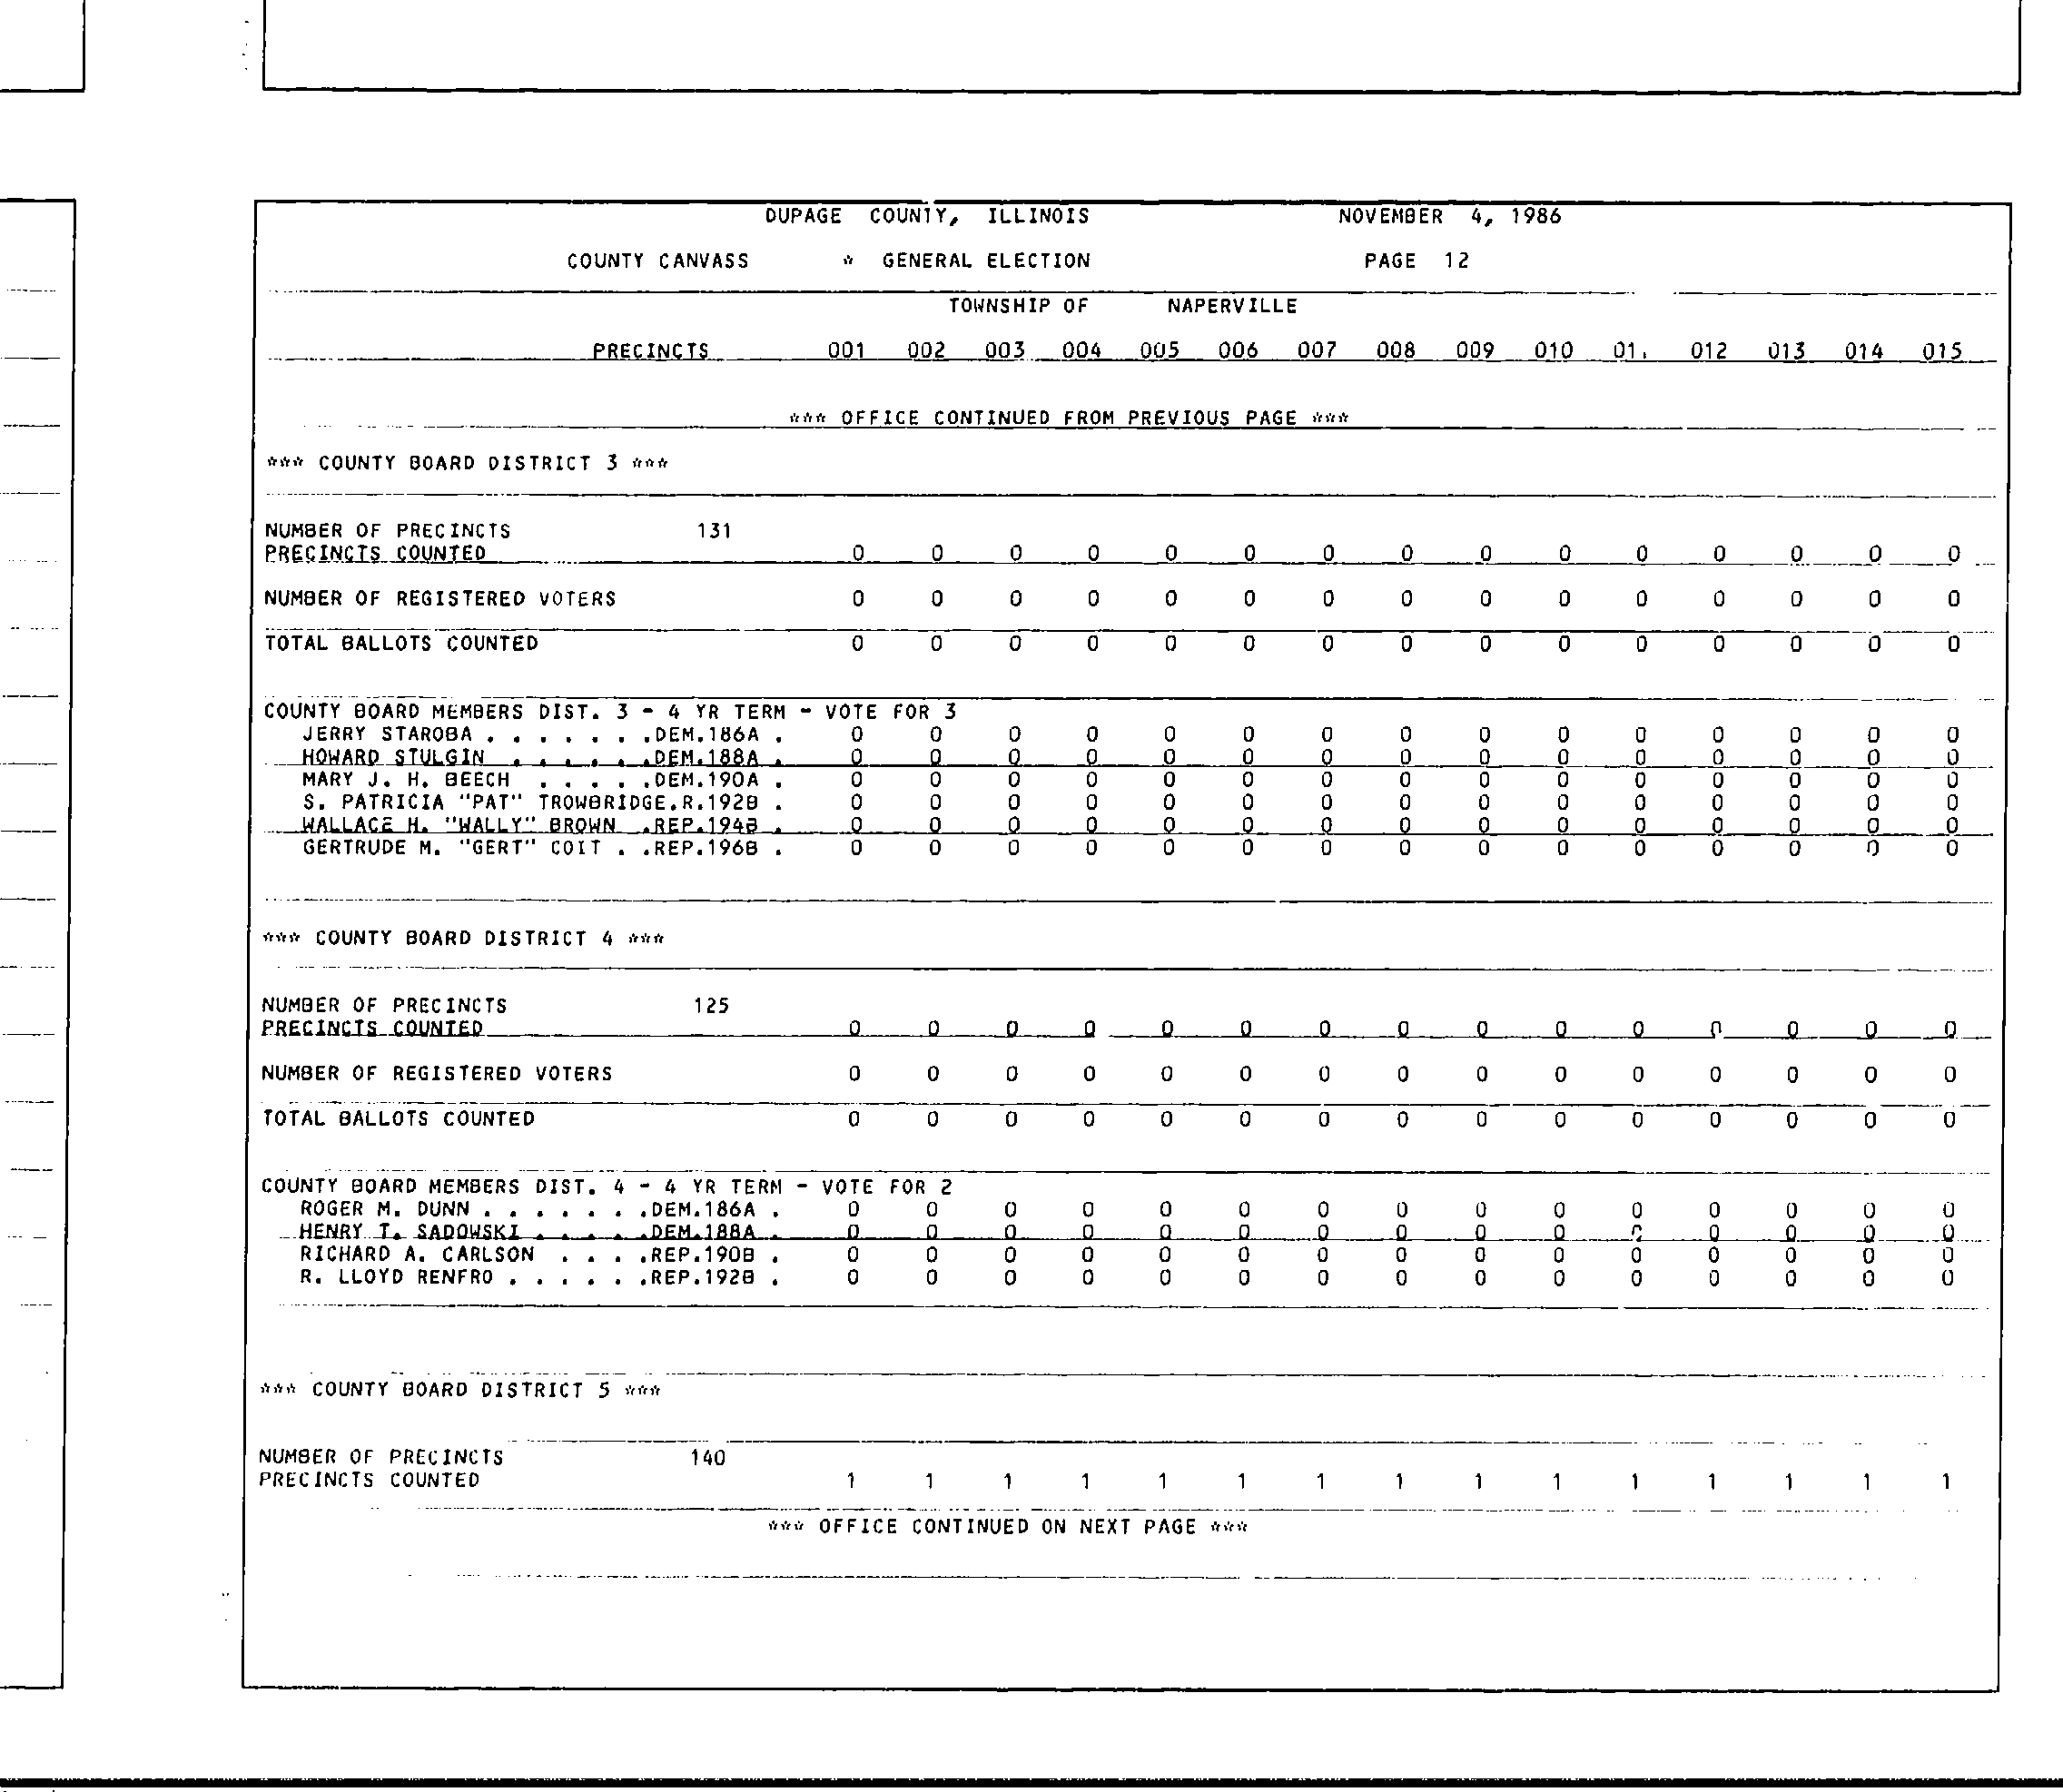 DUPAGE COUNTY, ILLINOIS NOVEMBER 4, 1986
COUNTY CANVASS * GENERAL ELECTION PAGE 12
TOWNSHIP OF NAPERVILLE
PRECINCTS 001 002 003 004 005 006 007 008 009 010 01 012 013 014 015
*** OFFICE CONTINUED FROM PREVIOUS PAGE ***
*** COUNTY BOARD DISTRICT 3 ***
NUMBER OF PRECINCTS 131
PRECINCTS COUNTED 0 0 0 0 0 0 0 0 0 0 0 0 0 0 0
NUMBER OF REGISTERED VOTERS 0 0 0 0 0 0 0 0 0 0 0 0 0 0 0
TOTAL BALLOTS COUNTED 0 0 0 0 0 0 0 0 0 0 0 0 0 0 0
COUNTY BOARD MEMBERS DIST. 3 - 4 YR TERM - VOTE FOR 3
JERRY STAROBA . . . . . . .DEM.186A . 0 0 0 0 0 0 0 0 0 0 0 0 0 0 0
HOWARD STULGIN . . . . . .DEM.188A . 0 0 0 0 0 0 0 0 0 0 0 0 0 0 0
MARY J. H. BEECH . . . . .DEM.190A . 0 0 0 0 0 0 0 0 0 0 0 0 0 0 0
S. PATRICIA "PAT" TROWBRIDGE.R.192B . 0 0 0 0 0 0 0 0 0 0 0 0 0 0 0
WALLACE H. "WALLY" BROWN .REP.194B . 0 0 0 0 0 0 0 0 0 0 0 0 0 0 0
GERTRUDE M. "GERT" COIT . .REP.196B . 0 0 0 0 0 0 0 0 0 0 0 0 0 0 0
*** COUNTY BOARD DISTRICT 4 ***
NUMBER OF PRECINCTS 125
PRECINCTS COUNTED 0 0 0 0 0 0 0 0 0 0 0 0 0 0 0
NUMBER OF REGISTERED VOTERS 0 0 0 0 0 0 0 0 0 0 0 0 0 0 0
TOTAL BALLOTS COUNTED 0 0 0 0 0 0 0 0 0 0 0 0 0 0 0
COUNTY BOARD MEMBERS DIST. 4 - 4 YR TERM - VOTE FOR 2
ROGER M. DUNN . . . . . . .DEM.186A . 0 0 0 0 0 0 0 0 0 0 0 0 0 0 0
HENRY T. SADOWSKI . . . . .DEM.188A . 0 0 0 0 0 0 0 0 0 0 0 0 0 0 0
RICHARD A. CARLSON . . . .REP.190B . 0 0 0 0 0 0 0 0 0 0 0 0 0 0 0
R. LLOYD RENFRO . . . . . .REP.192B . 0 0 0 0 0 0 0 0 0 0 0 0 0 0 0
*** COUNTY BOARD DISTRICT 5 ***
NUMBER OF PRECINCTS 140
PRECINCTS COUNTED 1 1 1 1 1 1 1 1 1 1 1 1 1 1 1
*** OFFICE CONTINUED ON NEXT PAGE ***